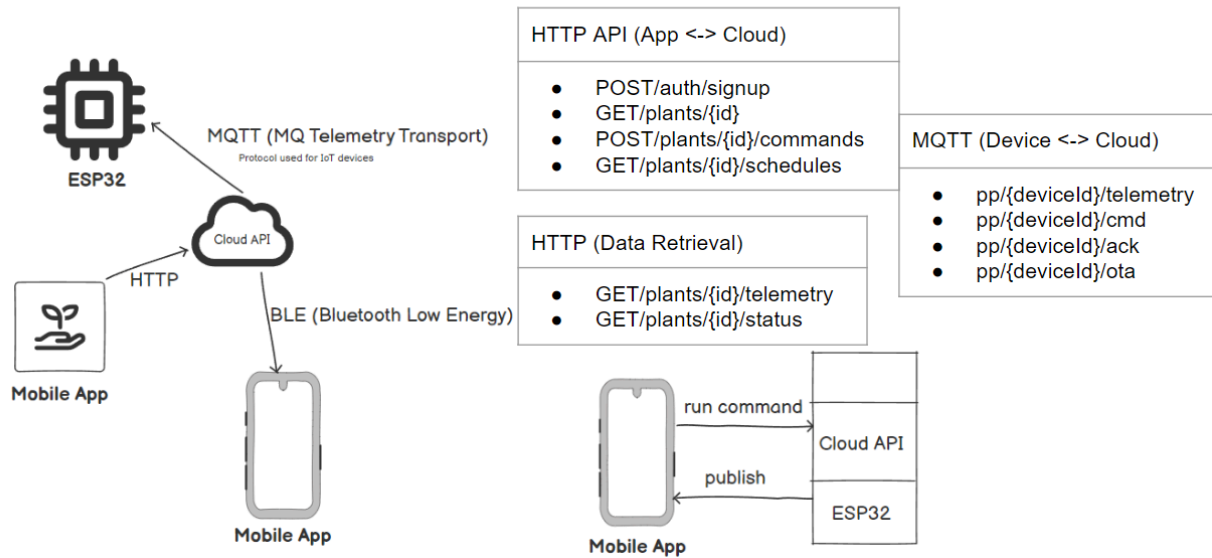 HTTP API (App <-> Cloud)
● POST/auth/signup
● GET/plants/{id}
● POST/plants/{id}/commands
● GET/plants/{id}/schedules
MQTT (MQ Telemetry Transport)
Protocol used for IoT devices
ESP32
MQTT (Device <-> Cloud)
● pp/{deviceId}/telemetry
● pp/{deviceId}/cmd
● pp/{deviceId}/ack
● pp/{deviceId}/ota
Cloud API
HTTP
HTTP (Data Retrieval)
● GET/plants/{id}/telemetry
● GET/plants/{id}/status
BLE (Bluetooth Low Energy)
Mobile App
Mobile App
run command
Cloud API
publish
ESP32
Mobile App